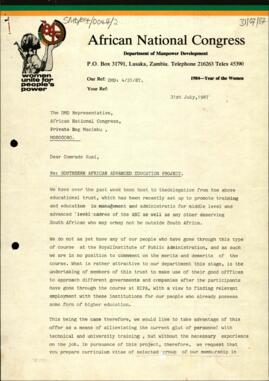 SM/087/0064/2
31/07/87
African National Congress
Department of Manpower Development
P.O. Box 31791, Lusaka, Zambia. Telephone 216263 Telex 45390
women unite for
people's
power
Our Ref: DMD: 4/31/87.
1984—Year of the Women
Your Ref:
31st July, 1987
The DMD Representative,
African National Congress,
Private Bag Mazimbu,
MOROGORO.
Dear Comrade Kuni,
Re: SOUTHERN AFRICAN ADVANCED EDUCATION PROJECT.
We have over the past week been host to the delegation from the above
educational trust, which has been recently set up to promote training
and education in management and administration for middle level and
advanced level cadres of the ANC as well as any other deserving
South Africans who may or may not be outside South Africa.
We do not as yet have any of our people who have gone through this type
of course at the Royal Institute of Public Administration, and as such
we are in no position to comment on the merits and demerits of the
course. What is rather attractive to our department this stage, is the
undertaking of members of this trust to make use of their good offices
to approach different governments and companies after the participants
have gone through the course at RIPA, with a view to finding relevant
employment with these institutions for our people who already possess
some form of higher education.
This being the case therefore, we would like to take advantage of this
offer as a means of alleviating the current glut of personnel with
technical and university training, but without the necessary experience
on the job. In pursuance of this project, therefore, we request that
you prepare curriculum vitae of selected group of our membership in